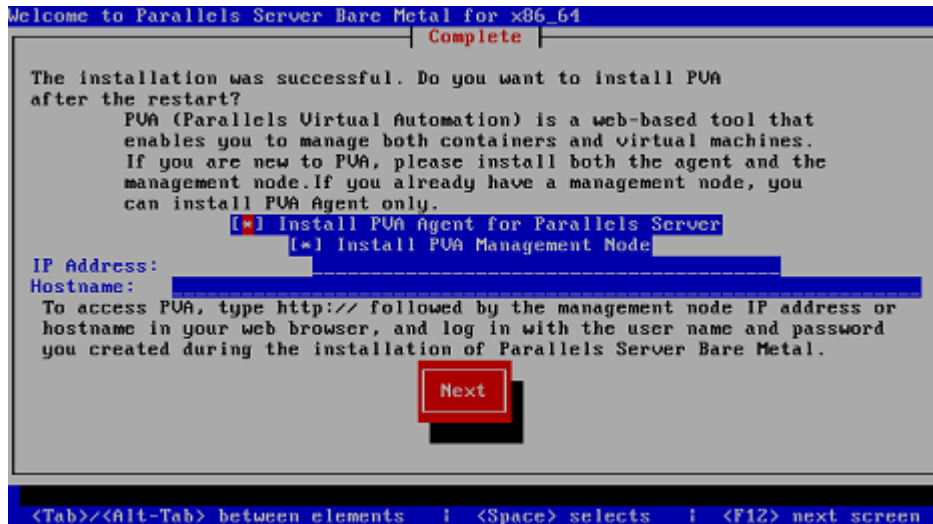 Welcome to Parallels Server Bare Metal for x86_64
Complete
The installation was successful. Do you want to install PVA
after the restart?
PVA (Parallels Virtual Automation) is a web-based tool that
enables you to manage both containers and virtual machines.
If you are new to PVA, please install both the agent and the
management node.If you already have a management node, you
can install PVA Agent only.
[*] Install PVA Agent for Parallels Server
[*] Install PVA Management Node
IP Address:
Hostname:
To access PVA, type http:// followed by the management node IP address or
hostname in your web browser, and log in with the user name and password
you created during the installation of Parallels Server Bare Metal.
Next
<Tab>/<Alt-Tab> between elements | <Space> selects | <F12> next screen